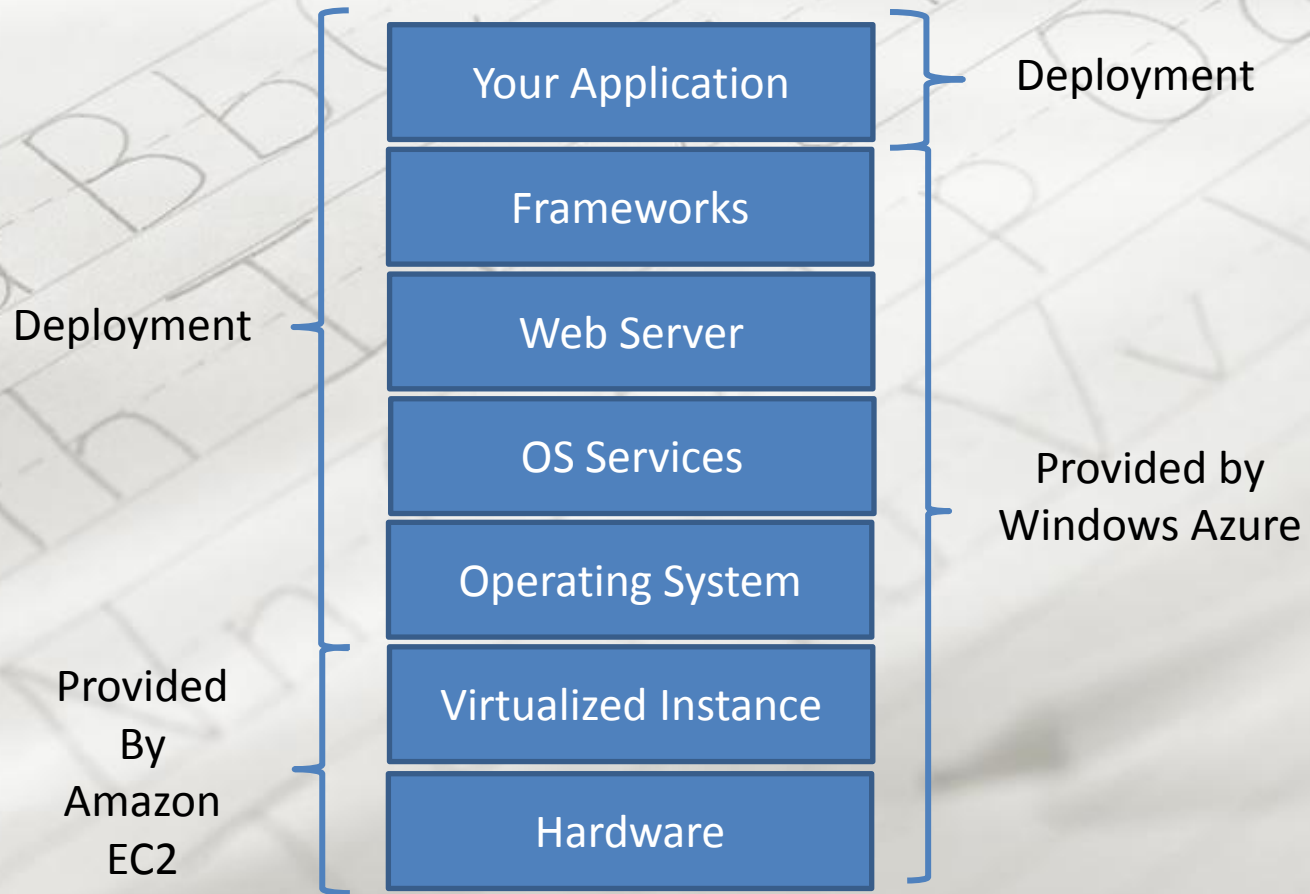 Your Application
Deployment
Frameworks
Web Server
Deployment
OS Services
Provided by
Windows Azure
Operating System
Virtualized Instance
Provided
By
Amazon
EC2
Hardware